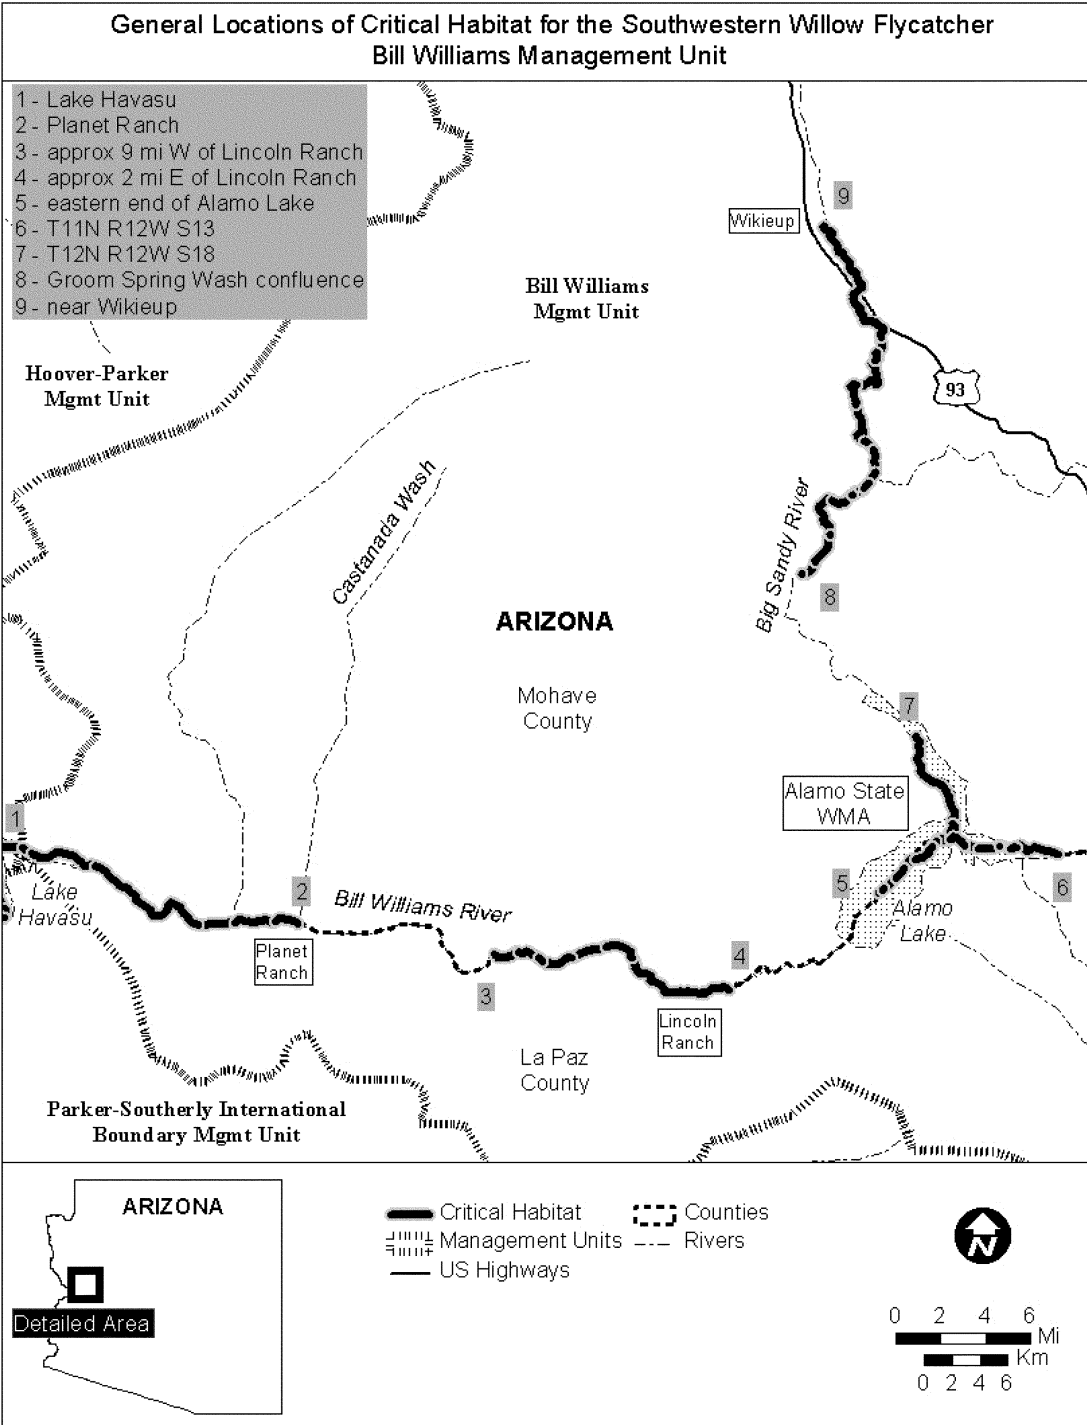 General Locations of Critical Habitat for the Southwestern Willow Flycatcher
Bill Williams Management Unit
1 - Lake Havasu
2 - Planet Ranch
3 - approx 9 mi W of Lincoln Ranch
4 - approx 2 mi E of Lincoln Ranch
5 - eastern end of Alamo Lake
6 - T11N R12W S13
7 - T12N R12W S18
8 - Groom Spring Wash confluence
9 - near Wikieup
9
Wikieup
Bill Williams
Mgmt Unit
Hoover-Parker
Mgmt Unit
93
Castanada Wash
Big Sandy River
8
ARIZONA
Mohave
County
7
Alamo State
WMA
1
Lake
Havasu
2
Bill Williams River
5
6
Alamo
Lake
Planet
Ranch
4
3
Lincoln
Ranch
La Paz
County
Parker-Southerly International
Boundary Mgmt Unit
ARIZONA
Detailed Area
Critical Habitat
Management Units
US Highways
Counties
Rivers
N
0 2 4 6
Mi
Km
0 2 4 6